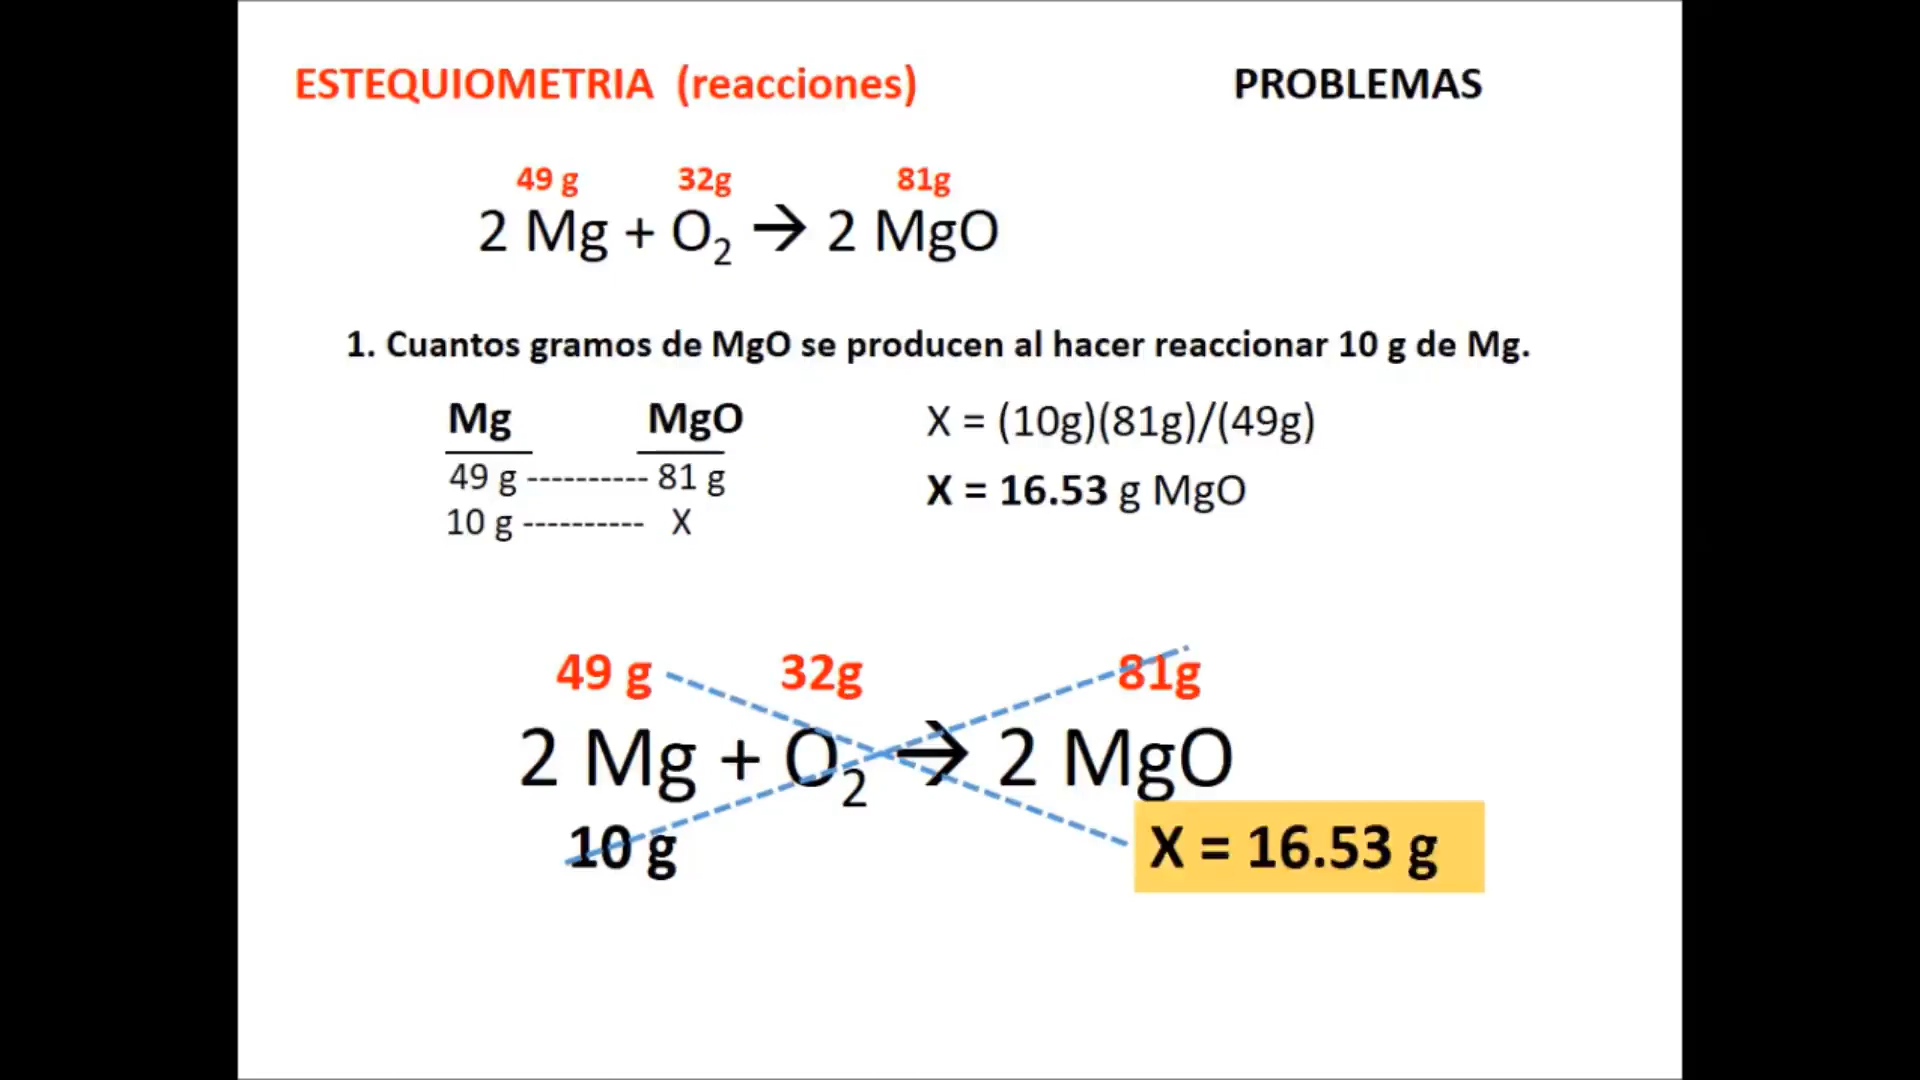 ESTEQUIOMETRIA (reacciones) PROBLEMAS
49 g 32g 81g
2 Mg + O₂ → 2 MgO
1. Cuantos gramos de MgO se producen al hacer reaccionar 10 g de Mg.
Mg MgO X = (10g)(81g)/(49g)
49 g ---------- 81 g X = 16.53 g MgO
10 g ---------- X
49 g 32g 81g
2 Mg + O₂ → 2 MgO
10 g X = 16.53 g